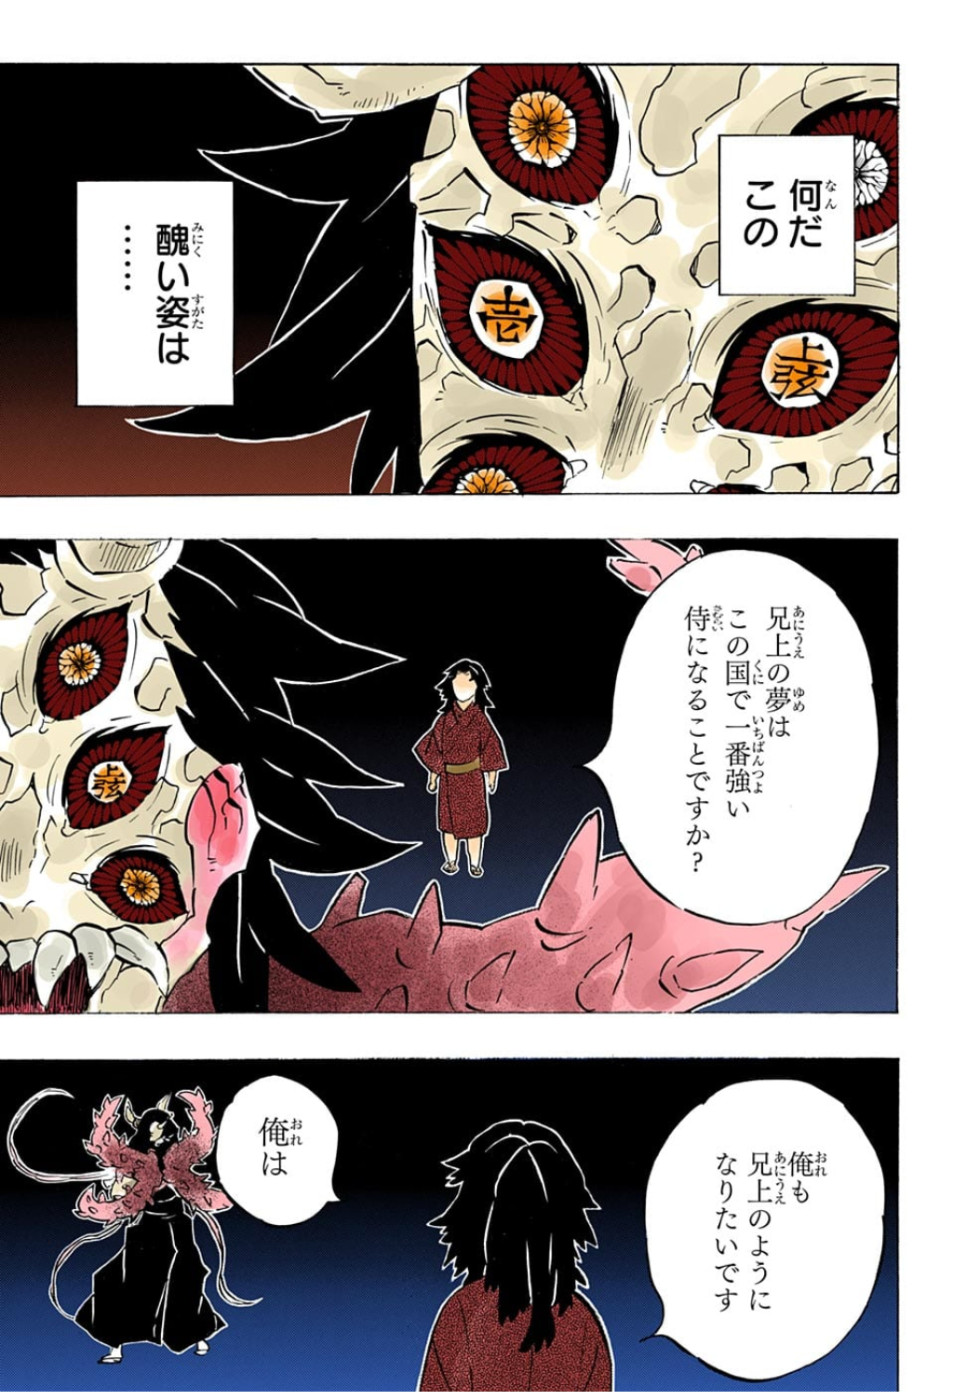 何だ
この
醜い姿は
……
上弦
壱
兄上の夢は
この国で一番強い
侍になることですか？
上弦
俺も
兄上のように
なりたいです
俺は